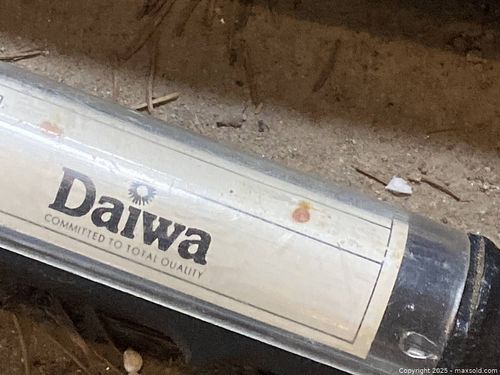 Daiwa
COMMITTED TO TOTAL QUALITY
Copyright © 2025 - maxsold.com